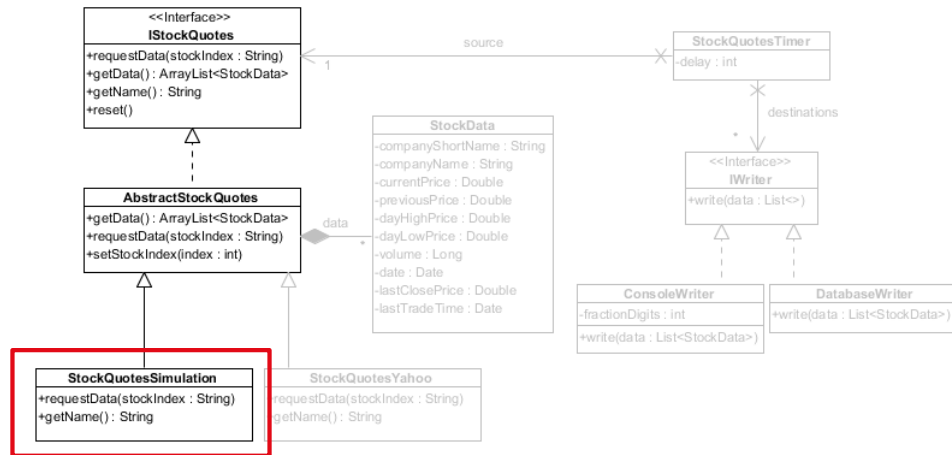 <<Interface>>
IStockQuotes
+requestData(stockIndex : String)
+getData() : ArrayList<StockData>
+getName() : String
+reset()
source
1
StockQuotesTimer
-delay : int
destinations
*
<<Interface>>
IWriter
+write(data : List<>)
AbstractStockQuotes
+getData() : ArrayList<StockData>
+requestData(stockIndex : String)
+setStockIndex(index : int)
data
*
StockData
-companyShortName : String
-companyName : String
-currentPrice : Double
-previousPrice : Double
-dayHighPrice : Double
-dayLowPrice : Double
-volume : Long
-date : Date
-lastClosePrice : Double
-lastTradeTime : Date
ConsoleWriter
-fractionDigits : int
+write(data : List<StockData>)
DatabaseWriter
+write(data : List<StockData>)
StockQuotesSimulation
+requestData(stockIndex : String)
+getName() : String
StockQuotesYahoo
+requestData(stockIndex : String)
+getName() : String